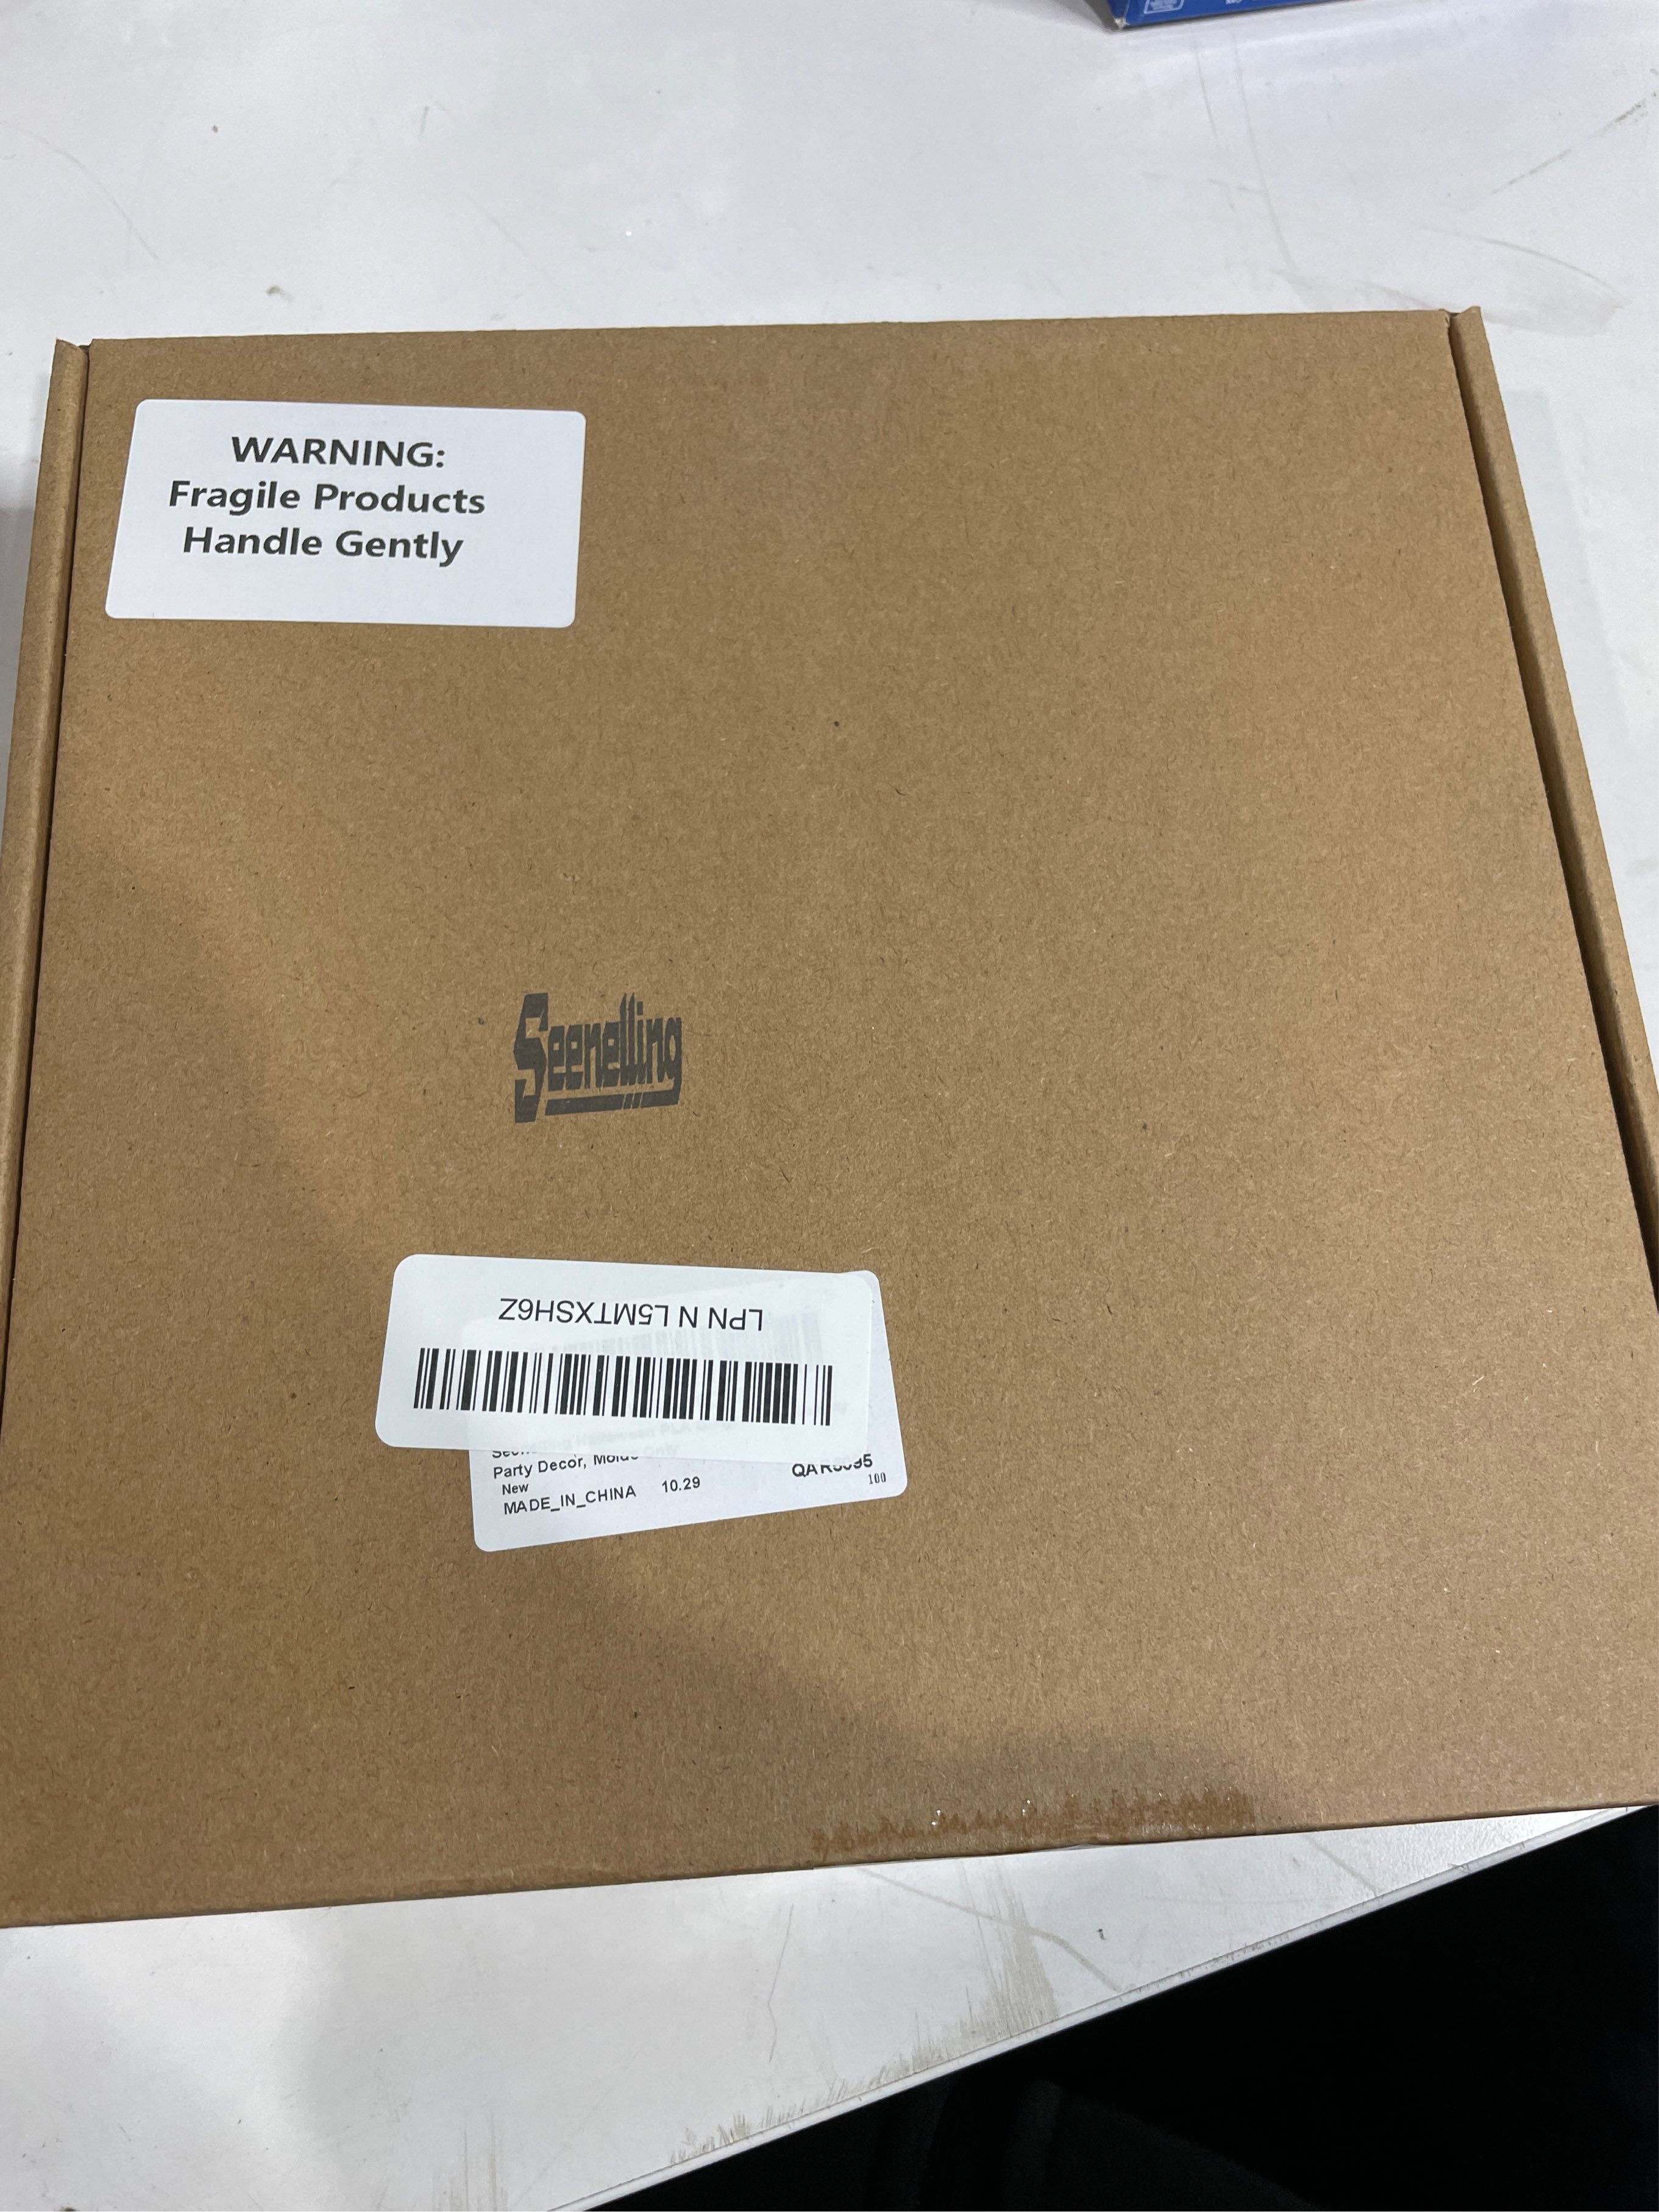 WARNING:
Fragile Products
Handle Gently
Seenelling
LPN N L5MTXSH6Z
Party Decor,
New
MADE_IN_CHINA 10.29
100